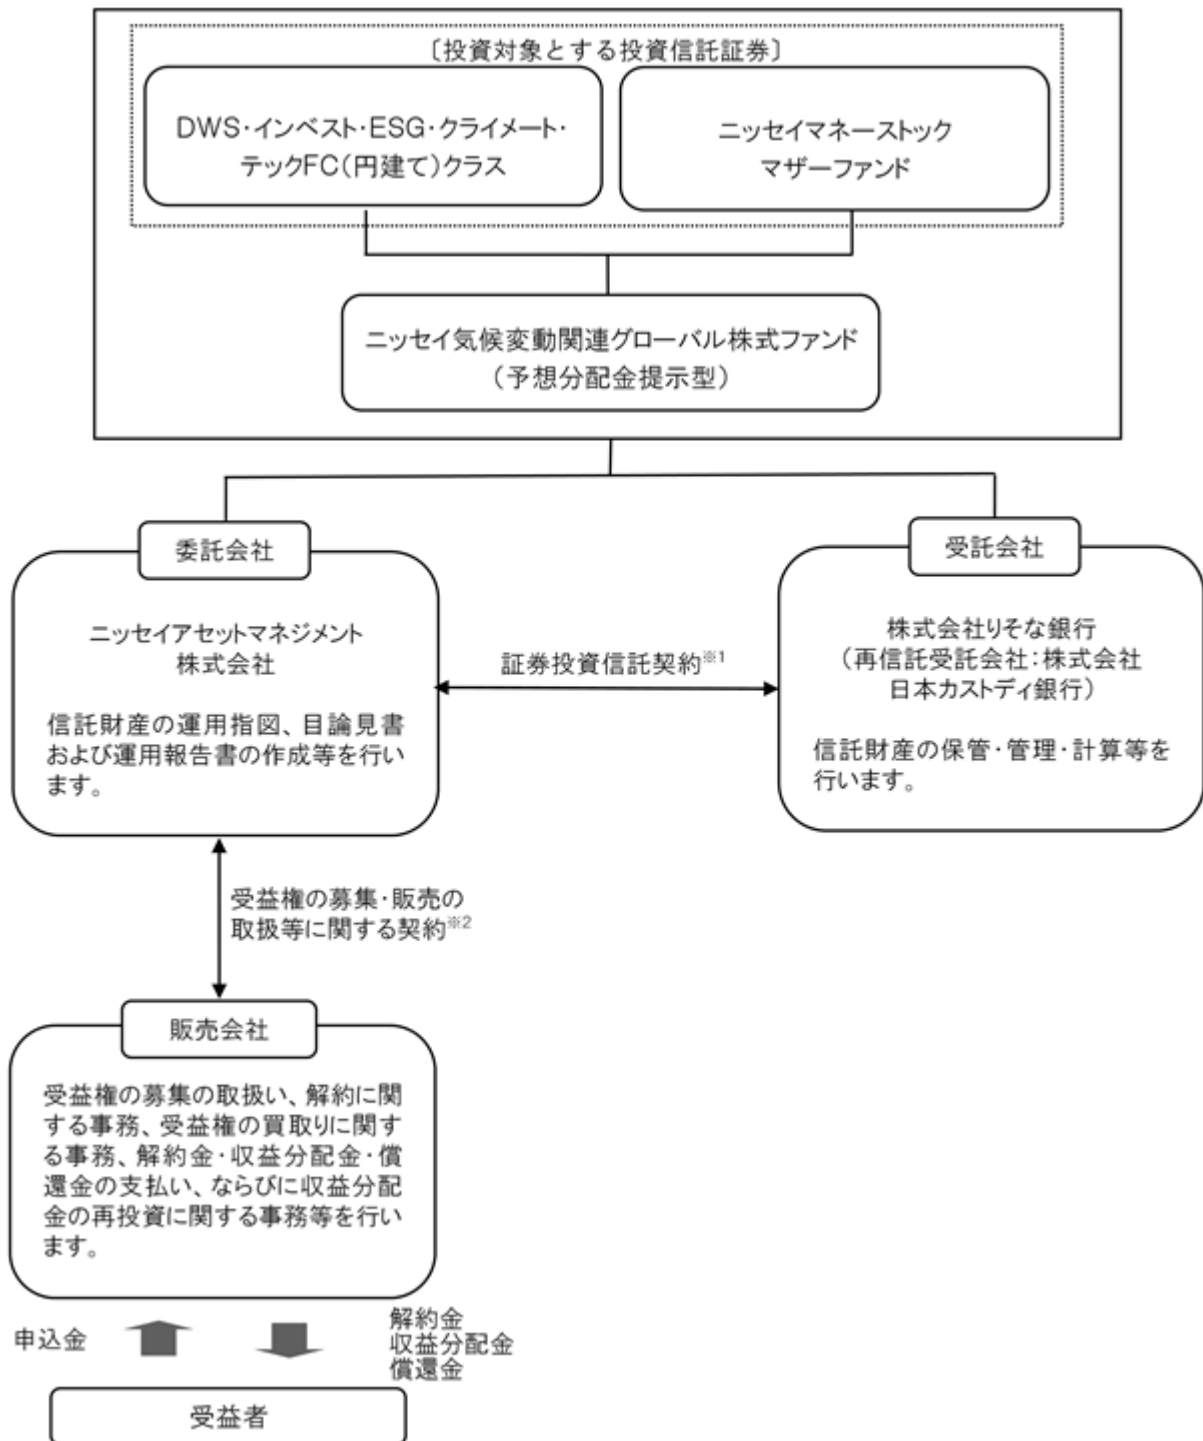 〔投資対象とする投資信託証券〕
DWS・インベスト・ESG・クライメート・
テックFC（円建て）クラス
ニッセイマネーストック
マザーファンド
ニッセイ気候変動関連グローバル株式ファンド
（予想分配金提示型）
委託会社
ニッセイアセットマネジメント
株式会社
信託財産の運用指図、目論見書
および運用報告書の作成等を行い
ます。
証券投資信託契約※1
受託会社
株式会社りそな銀行
（再信託受託会社：株式会社
日本カストディ銀行）
信託財産の保管・管理・計算等を
行います。
受益権の募集・販売の
取扱等に関する契約※2
販売会社
受益権の募集の取扱い、解約に関
する事務、受益権の買取りに関す
る事務、解約金・収益分配金・償
還金の支払い、ならびに収益分配
金の再投資に関する事務等を行い
ます。
申込金
解約金
収益分配金
償還金
受益者